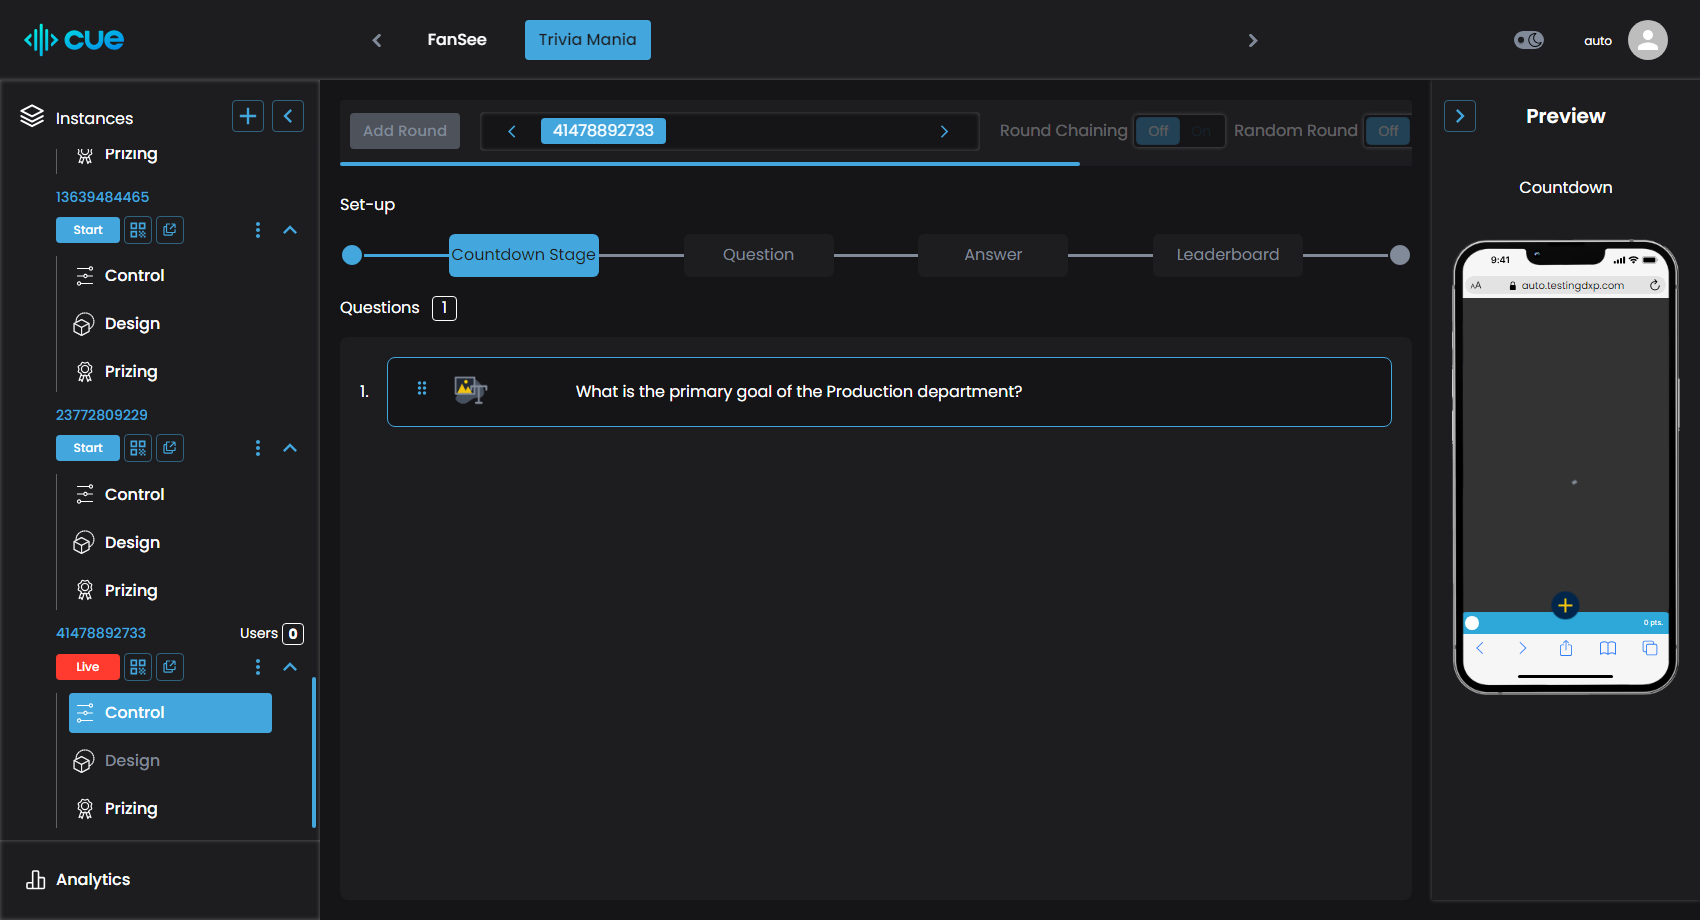 cue
FanSee
Trivia Mania
auto
Instances
Prizing
13639484465
Start
Control
Design
Prizing
23772809229
Start
Control
Design
Prizing
41478892733
Users 0
Live
Control
Design
Prizing
Analytics
Add Round
41478892733
Round Chaining
Off
On
Random Round
Off
Set-up
Countdown Stage
Question
Answer
Leaderboard
Questions 1
1.
What is the primary goal of the Production department?
Preview
Countdown
9:41
AA
auto.testingdxp.com
0 pts.